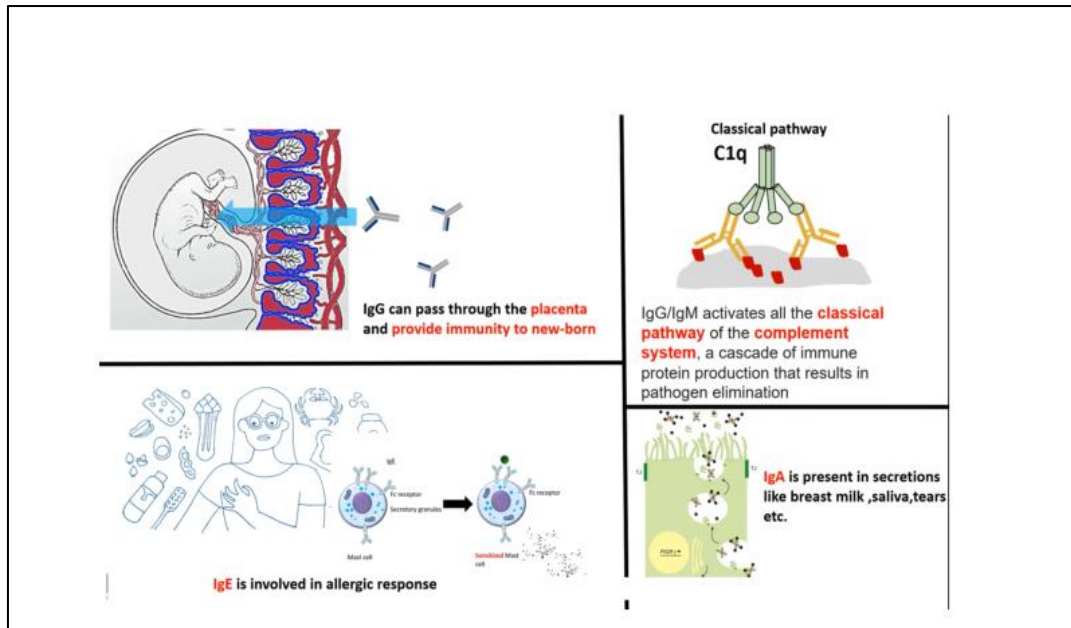 IgG can pass through the placenta
and provide immunity to new-born
Classical pathway
C1q
IgG/IgM activates all the classical
pathway of the complement
system, a cascade of immune
protein production that results in
pathogen elimination
IgE
Fc receptor
Secretory granules
Mast cell
Fc receptor
Sensitized Mast
cell
IgE is involved in allergic response
IgA is present in secretions
like breast milk ,saliva,tears
etc.